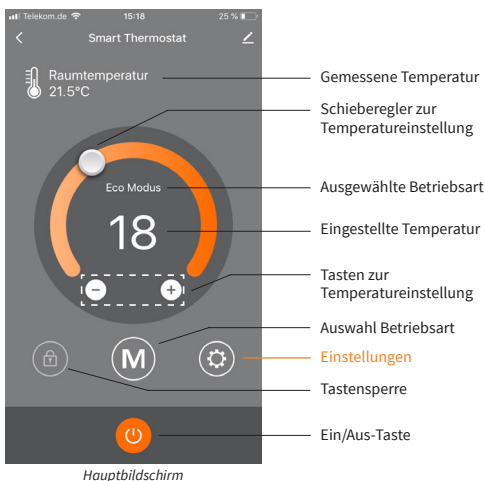 Telekom.de 15:18 25 %
Smart Thermostat
Raumtemperatur
21.5°C
Gemessene Temperatur
Schieberegler zur
Temperatureinstellung
Eco Modus
Ausgewählte Betriebsart
18
Eingestellte Temperatur
− +
Tasten zur
Temperatureinstellung
Auswahl Betriebsart
M
Einstellungen
Tastensperre
Ein/Aus-Taste
Hauptbildschirm